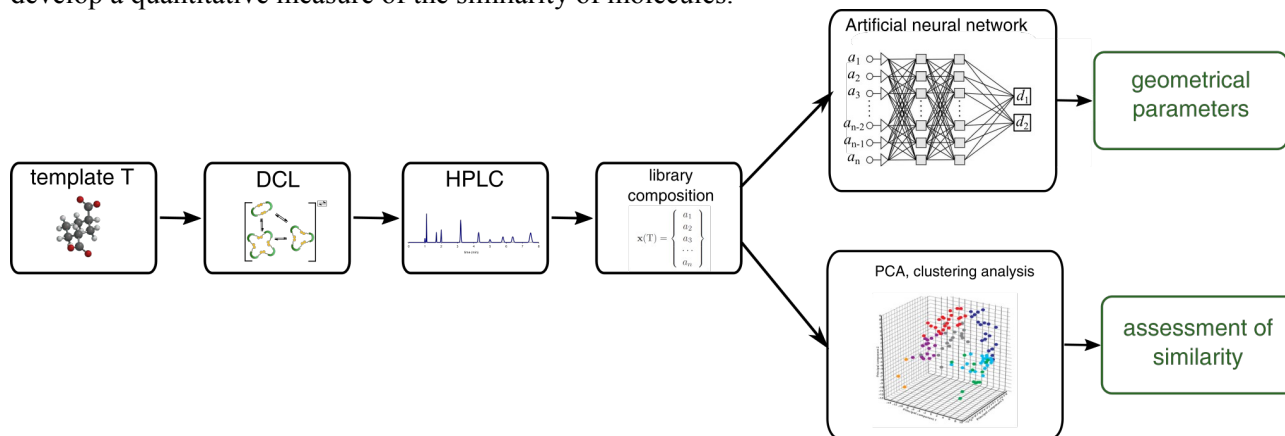 develop a quantitative measure of the similarity of molecules.
Artificial neural network
a1
a2
a3
an-2
an-1
an
d1
d2
geometrical
parameters
template T
DCL
HPLC
library
composition
x(T) =
a1
a2
a3
...
an
PCA, clustering analysis
assessment of
similarity